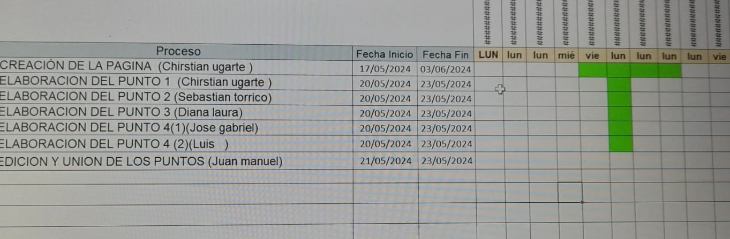 ######## ######## ######## ######## ######## ######## ######## ######## ######## ########
Proceso Fecha Inicio Fecha Fin LUN lun lun mié vie lun lun lun lun vie
CREACIÓN DE LA PAGINA (Chirstian ugarte ) 17/05/2024 03/06/2024
ELABORACION DEL PUNTO 1 (Chirstian ugarte ) 20/05/2024 23/05/2024
ELABORACION DEL PUNTO 2 (Sebastian torrico) 20/05/2024 23/05/2024
ELABORACION DEL PUNTO 3 (Diana laura) 20/05/2024 23/05/2024
ELABORACION DEL PUNTO 4(1)(Jose gabriel) 20/05/2024 23/05/2024
ELABORACION DEL PUNTO 4 (2)(Luis ) 20/05/2024 23/05/2024
EDICION Y UNION DE LOS PUNTOS (Juan manuel) 21/05/2024 23/05/2024